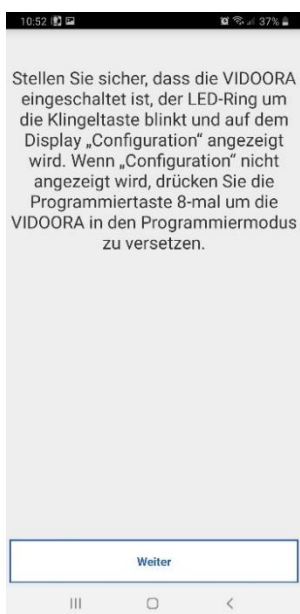 10:52 37%
Stellen Sie sicher, dass die VIDOORA
eingeschaltet ist, der LED-Ring um
die Klingeltaste blinkt und auf dem
Display „Configuration“ angezeigt
wird. Wenn „Configuration“ nicht
angezeigt wird, drücken Sie die
Programmiertaste 8-mal um die
VIDOORA in den Programmiermodus
zu versetzen.
Weiter